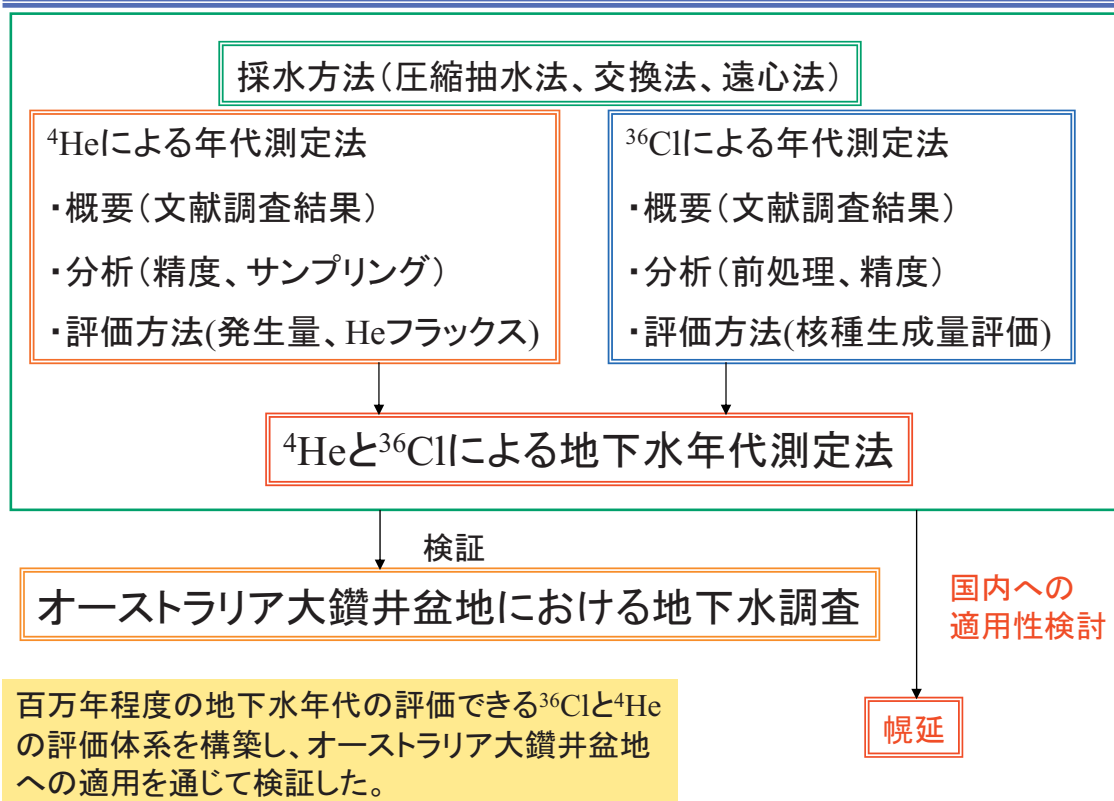 採水方法（圧縮抽水法、交換法、遠心法）
⁴Heによる年代測定法
・概要（文献調査結果）
・分析（精度、サンプリング）
・評価方法(発生量、Heフラックス)
³⁶Clによる年代測定法
・概要（文献調査結果）
・分析（前処理、精度）
・評価方法(核種生成量評価)
⁴Heと³⁶Clによる地下水年代測定法
検証
オーストラリア大鑽井盆地における地下水調査
国内への
適用性検討
幌延
百万年程度の地下水年代の評価できる³⁶Clと⁴He
の評価体系を構築し、オーストラリア大鑽井盆地
への適用を通じて検証した。